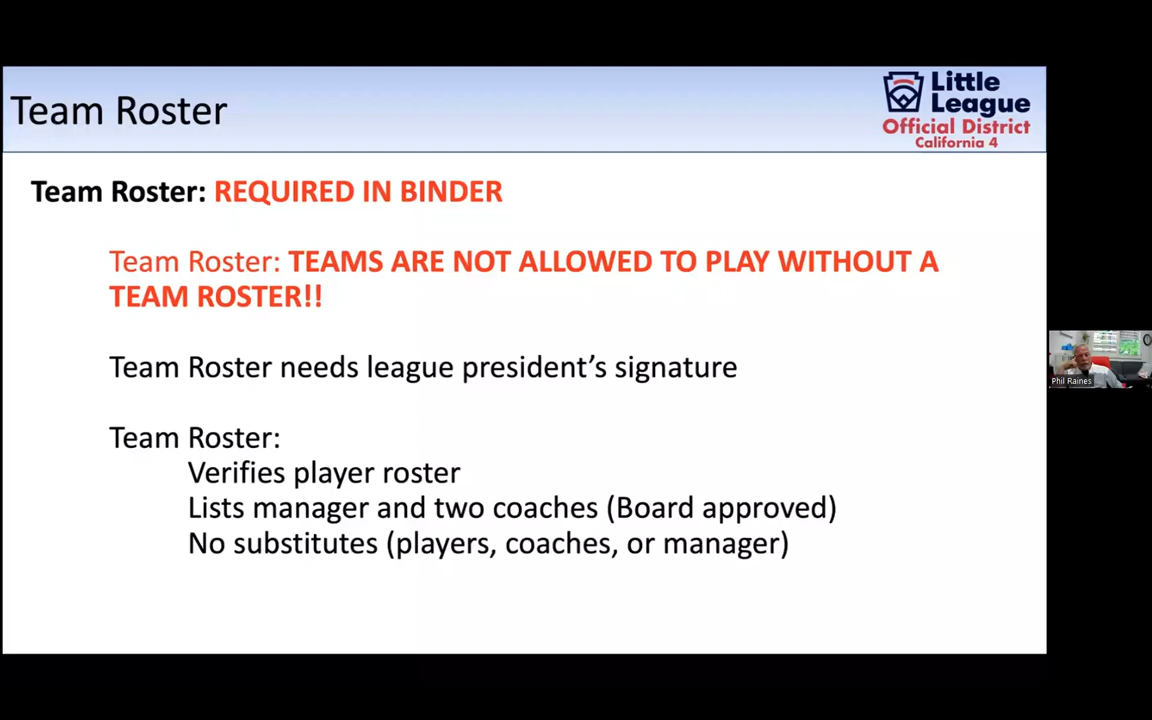 Team Roster
Little
League
Official District
California 4
Team Roster: REQUIRED IN BINDER
Team Roster: TEAMS ARE NOT ALLOWED TO PLAY WITHOUT A
TEAM ROSTER!!
Team Roster needs league president’s signature
Phil Raines
Team Roster:
Verifies player roster
Lists manager and two coaches (Board approved)
No substitutes (players, coaches, or manager)